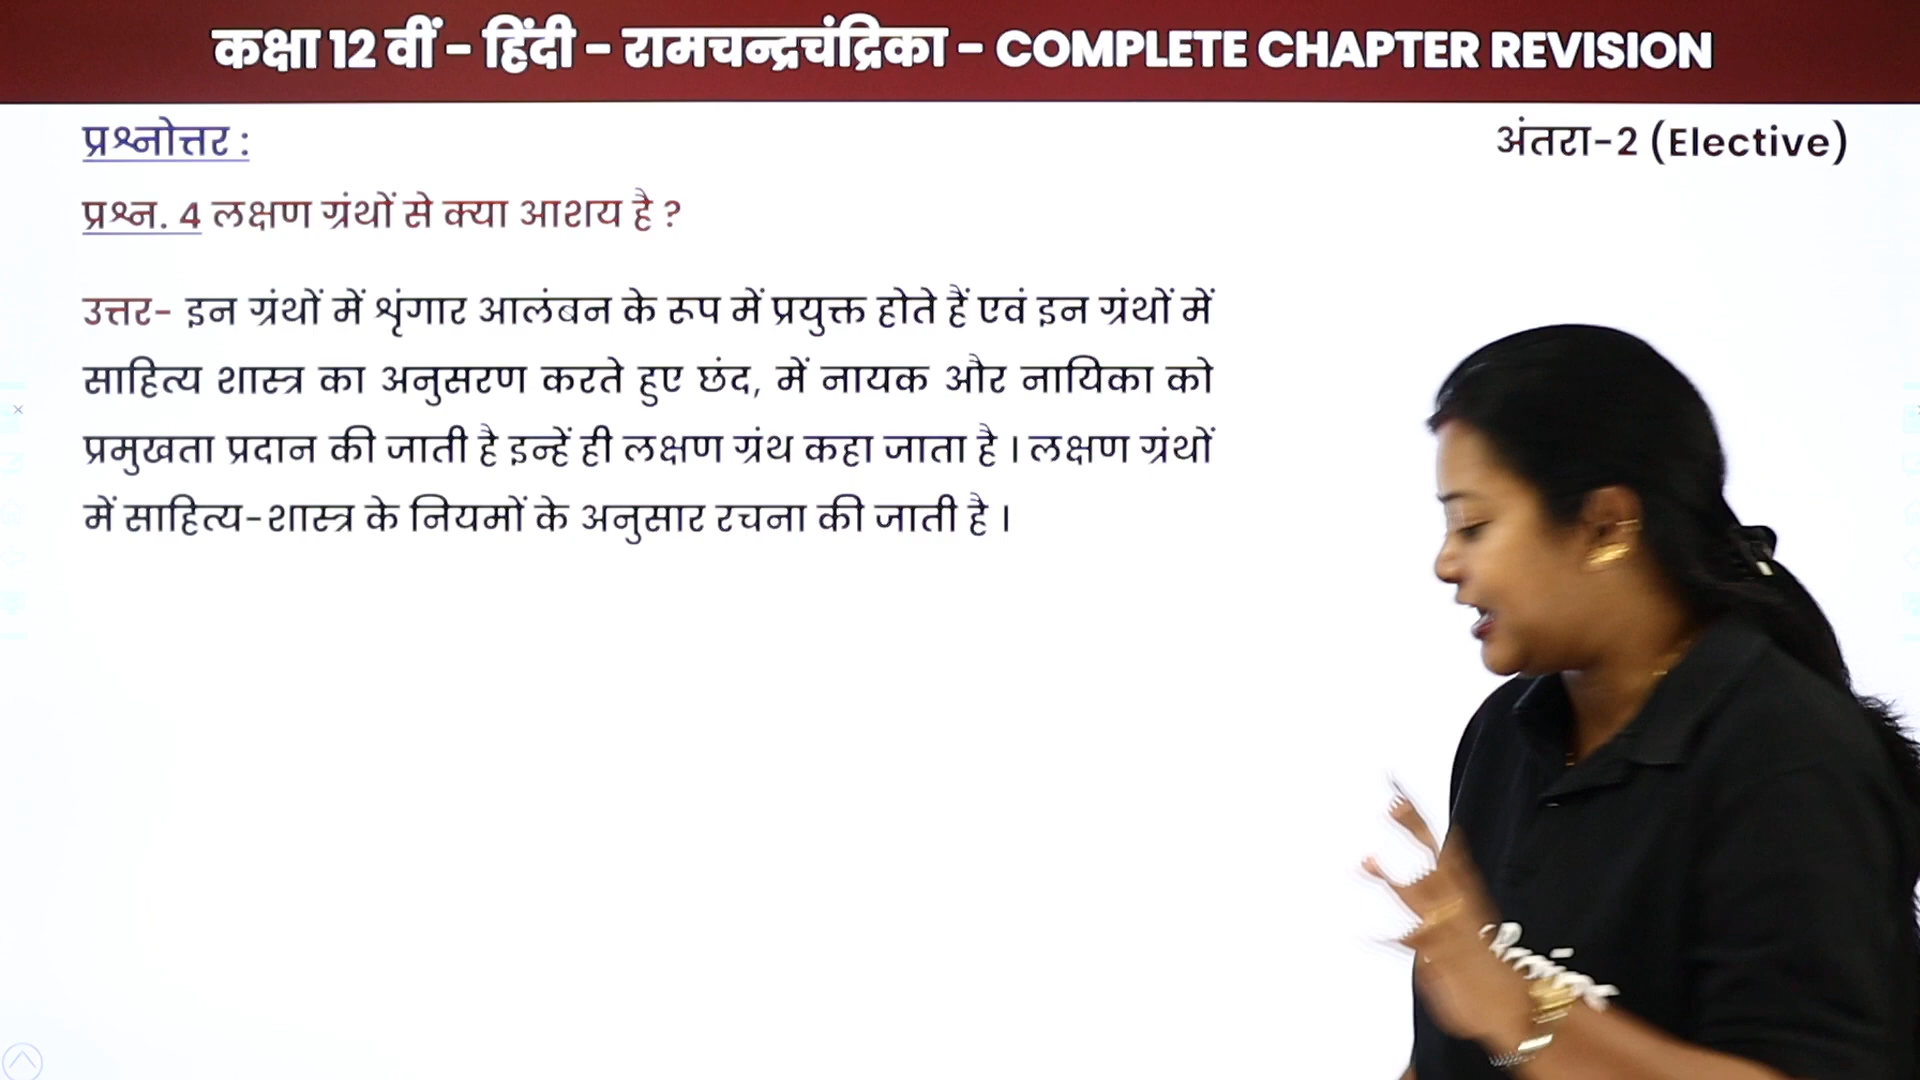 कक्षा 12 वीं - हिंदी - रामचन्द्रचंद्रिका - COMPLETE CHAPTER REVISION
प्रश्नोत्तर :
अंतरा-2 (Elective)
प्रश्न. 4 लक्षण ग्रंथों से क्या आशय है ?
उत्तर- इन ग्रंथों में श्रृंगार आलंबन के रूप में प्रयुक्त होते हैं एवं इन ग्रंथों में
साहित्य शास्त्र का अनुसरण करते हुए छंद, में नायक और नायिका को
प्रमुखता प्रदान की जाती है इन्हें ही लक्षण ग्रंथ कहा जाता है । लक्षण ग्रंथों
में साहित्य-शास्त्र के नियमों के अनुसार रचना की जाती है ।